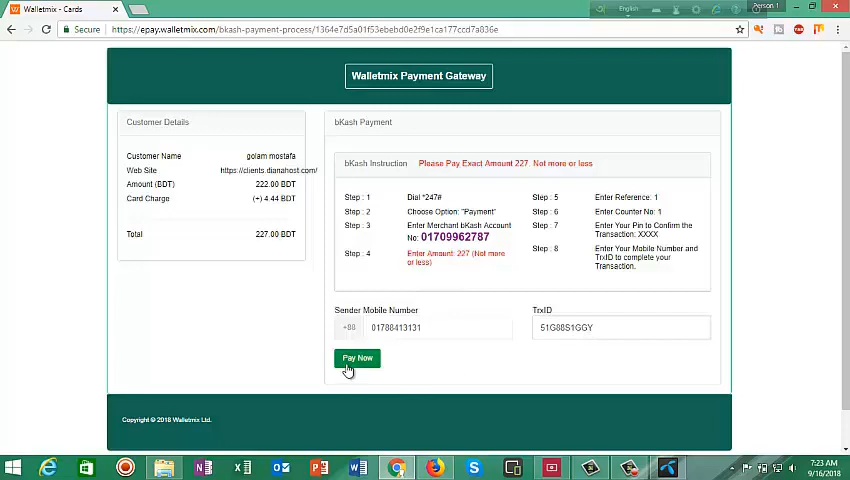 Walletmix - Cards
Person 1
English
Secure
https://epay.walletmix.com/bkash-payment-process/1364e7d5a01f53ebebd0e2f9e1ca177ccd7a836e
Walletmix Payment Gateway
Customer Details
Customer Name golam mostafa
Web Site https://clients.dianahost.com/
Amount (BDT) 222.00 BDT
Card Charge (+) 4.44 BDT
Total 227.00 BDT
bKash Payment
bKash Instruction Please Pay Exact Amount 227. Not more or less
Step : 1 Dial *247#
Step : 2 Choose Option: "Payment"
Step : 3 Enter Merchant bKash Account
No: 01709962787
Step : 4 Enter Amount: 227 (Not more
or less)
Step : 5 Enter Reference: 1
Step : 6 Enter Counter No: 1
Step : 7 Enter Your Pin to Confirm the
Transaction: XXXX
Step : 8 Enter Your Mobile Number and
TrxID to complete your
Transaction.
Sender Mobile Number
+88 01788413131
TrxID
51G88S1GGY
Pay Now
Copyright © 2018 Walletmix Ltd.
7:23 AM
9/16/2018